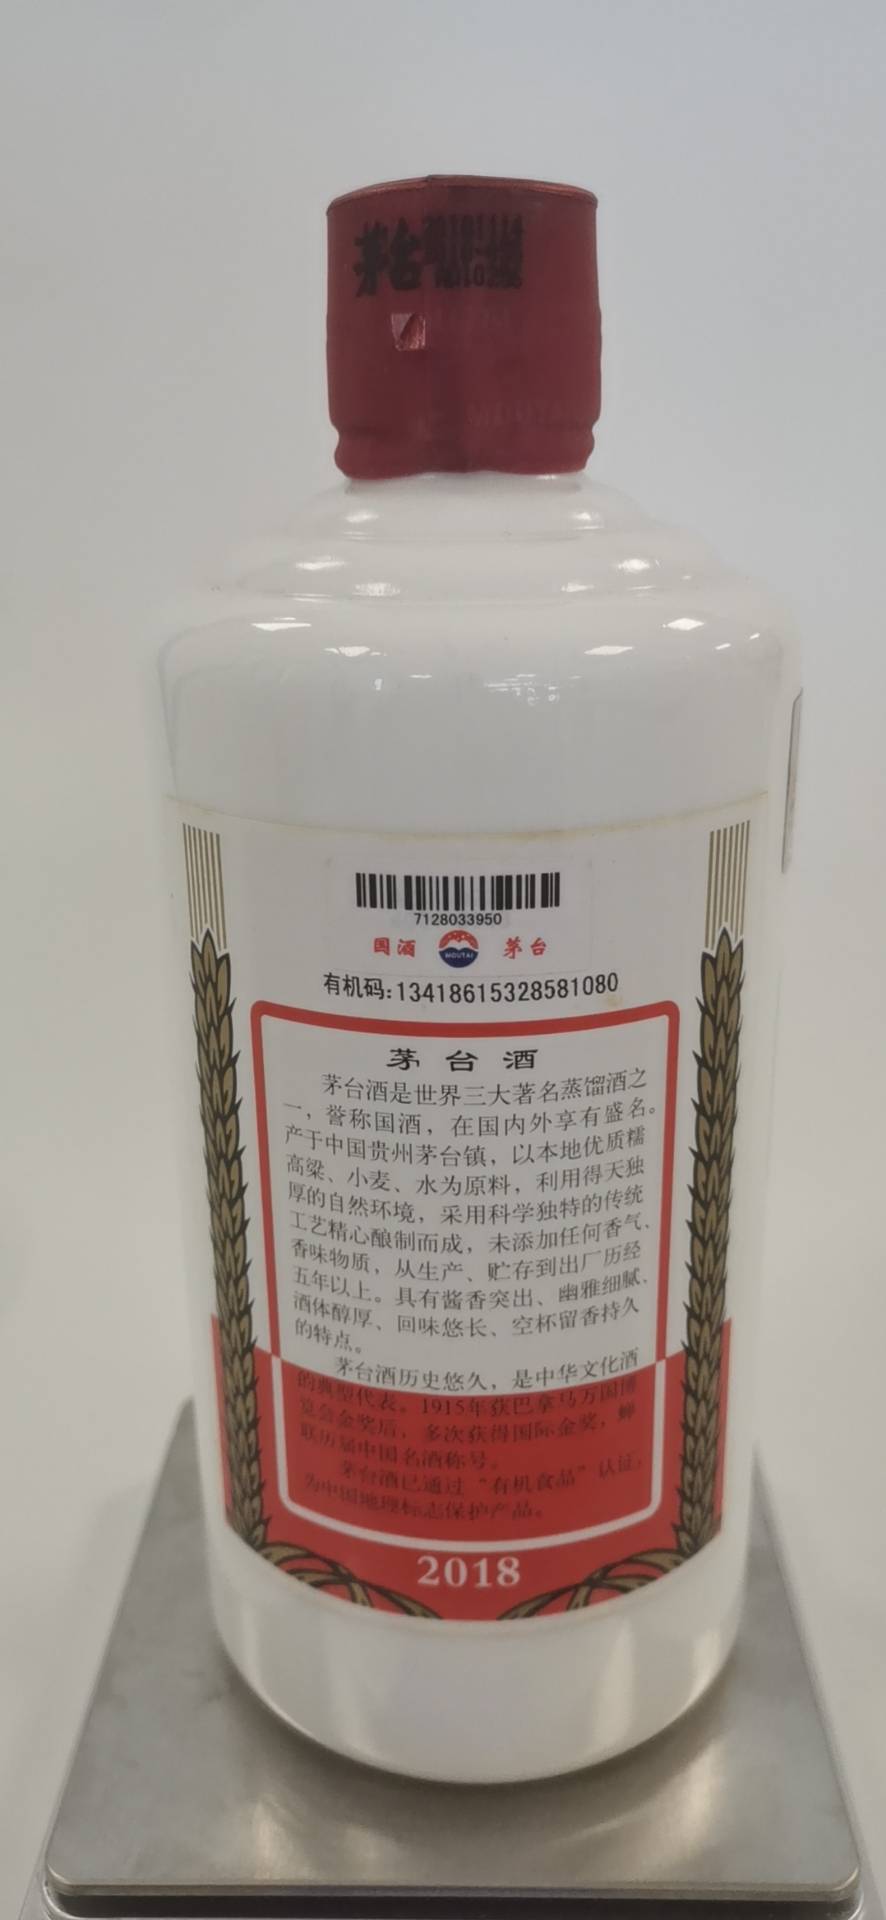 茅台
7128033950
国酒 MOUTAI 茅台
有机码:13418615328581080
茅台酒
茅台酒是世界三大著名蒸馏酒之
一，誉称国酒，在国内外享有盛名。
产于中国贵州茅台镇，以本地优质糯
高粱、小麦、水为原料，利用得天独
厚的自然环境，采用科学独特的传统
工艺精心酿制而成，未添加任何香气、
香味物质，从生产、贮存到出厂历经
五年以上。具有酱香突出、幽雅细腻、
酒体醇厚、回味悠长、空杯留香持久
的特点。
茅台酒历史悠久，是中华文化酒
的典型代表。1915年获巴拿马万国博
览会金奖后，多次获得国际金奖，蝉
联历届中国名酒称号。
茅台酒已通过“有机食品”认证，
为中国地理标志保护产品。
2018